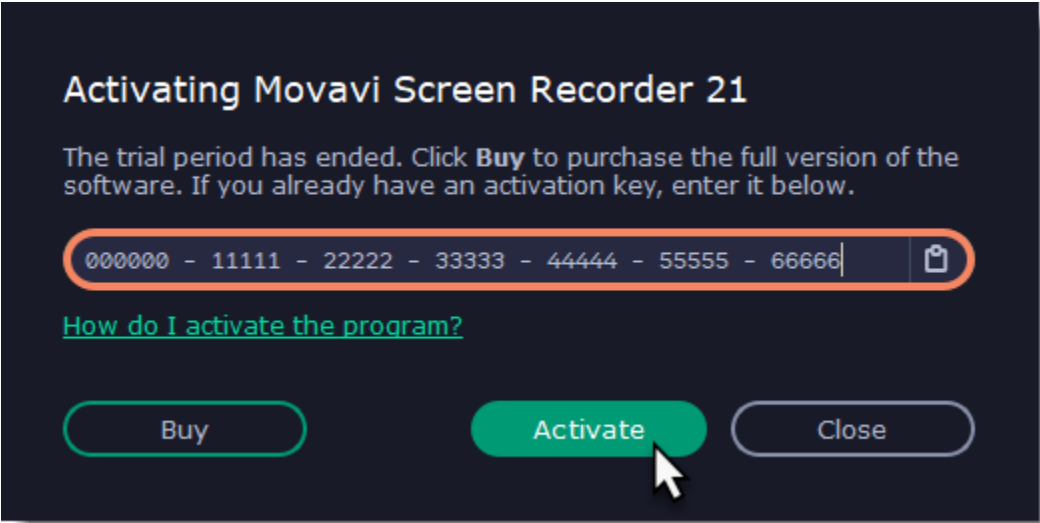 Activating Movavi Screen Recorder 21
The trial period has ended. Click Buy to purchase the full version of the
software. If you already have an activation key, enter it below.
000000 - 11111 - 22222 - 33333 - 44444 - 55555 - 66666
How do I activate the program?
Buy
Activate
Close